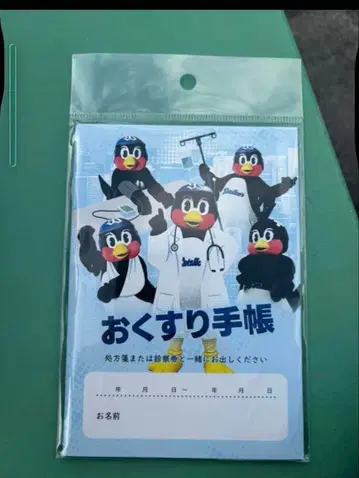 おくすり手帳
処方箋または診察券と一緒にお出しください
年 月 日〜 年 月 日
お名前